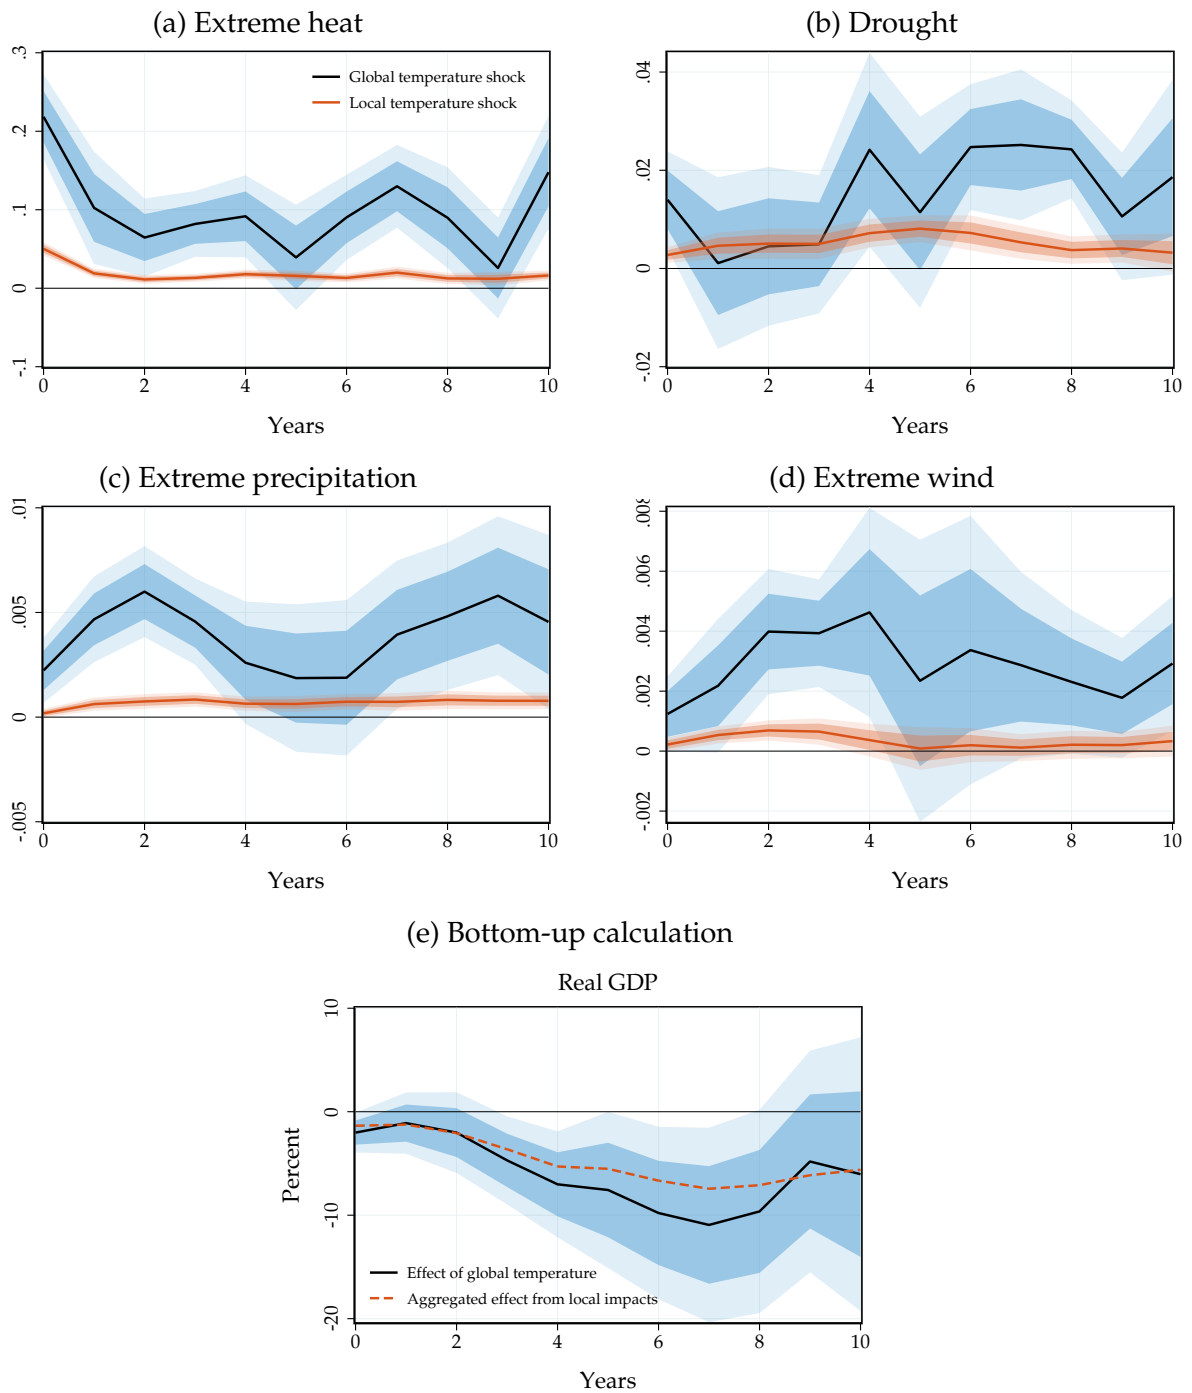 (a) Extreme heat
.3
.2
.1
0
-.1
Global temperature shock
Local temperature shock
0 2 4 6 8 10
Years
(b) Drought
.04
.02
0
-.02
0 2 4 6 8 10
Years
(c) Extreme precipitation
.01
.005
0
-.005
0 2 4 6 8 10
Years
(d) Extreme wind
.008
.006
.004
.002
0
-.002
0 2 4 6 8 10
Years
(e) Bottom-up calculation
Real GDP
Percent
10
0
-10
-20
Effect of global temperature
Aggregated effect from local impacts
0 2 4 6 8 10
Years